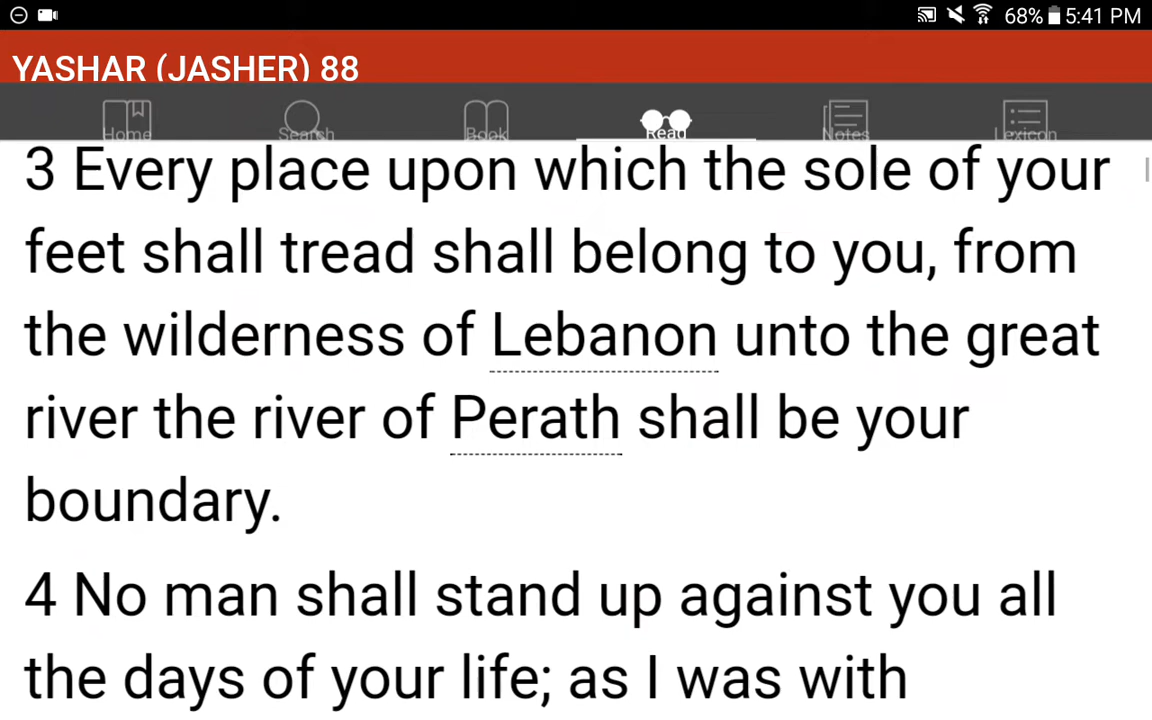 68% 5:41 PM
YASHAR (JASHER) 88
Home Search Book Read Notes Lexicon
3 Every place upon which the sole of your
feet shall tread shall belong to you, from
the wilderness of Lebanon unto the great
river the river of Perath shall be your
boundary.
4 No man shall stand up against you all
the days of your life; as I was with